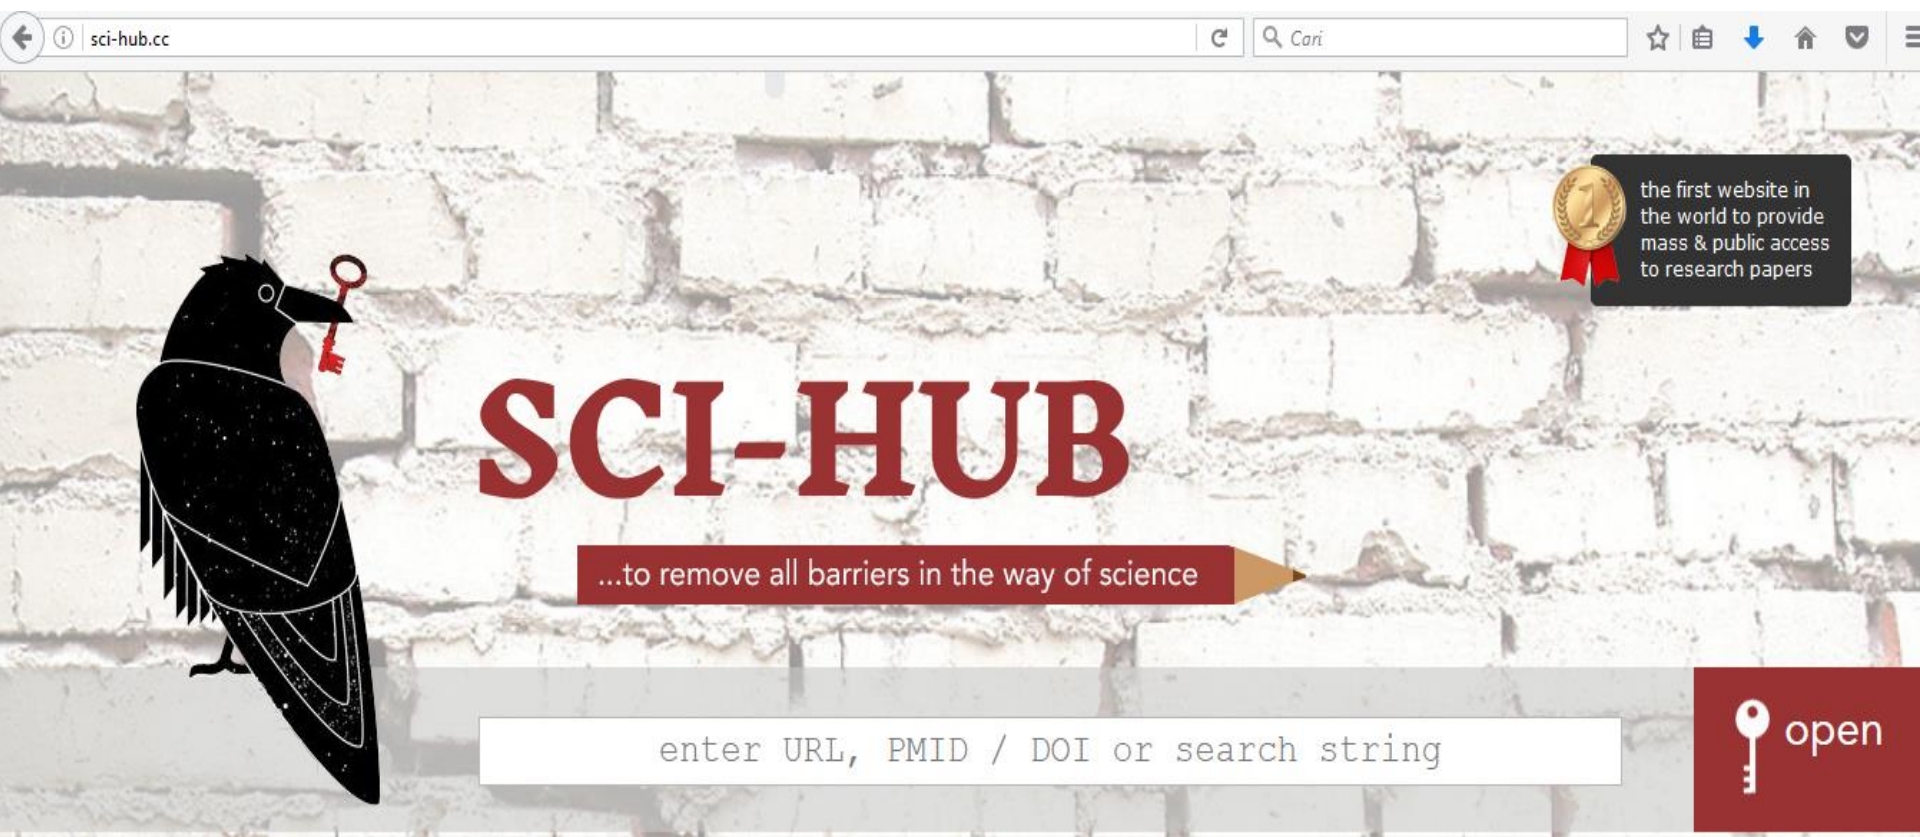 sci-hub.cc
Cari
the first website in
the world to provide
mass & public access
to research papers
SCI-HUB
...to remove all barriers in the way of science
enter URL, PMID / DOI or search string
open